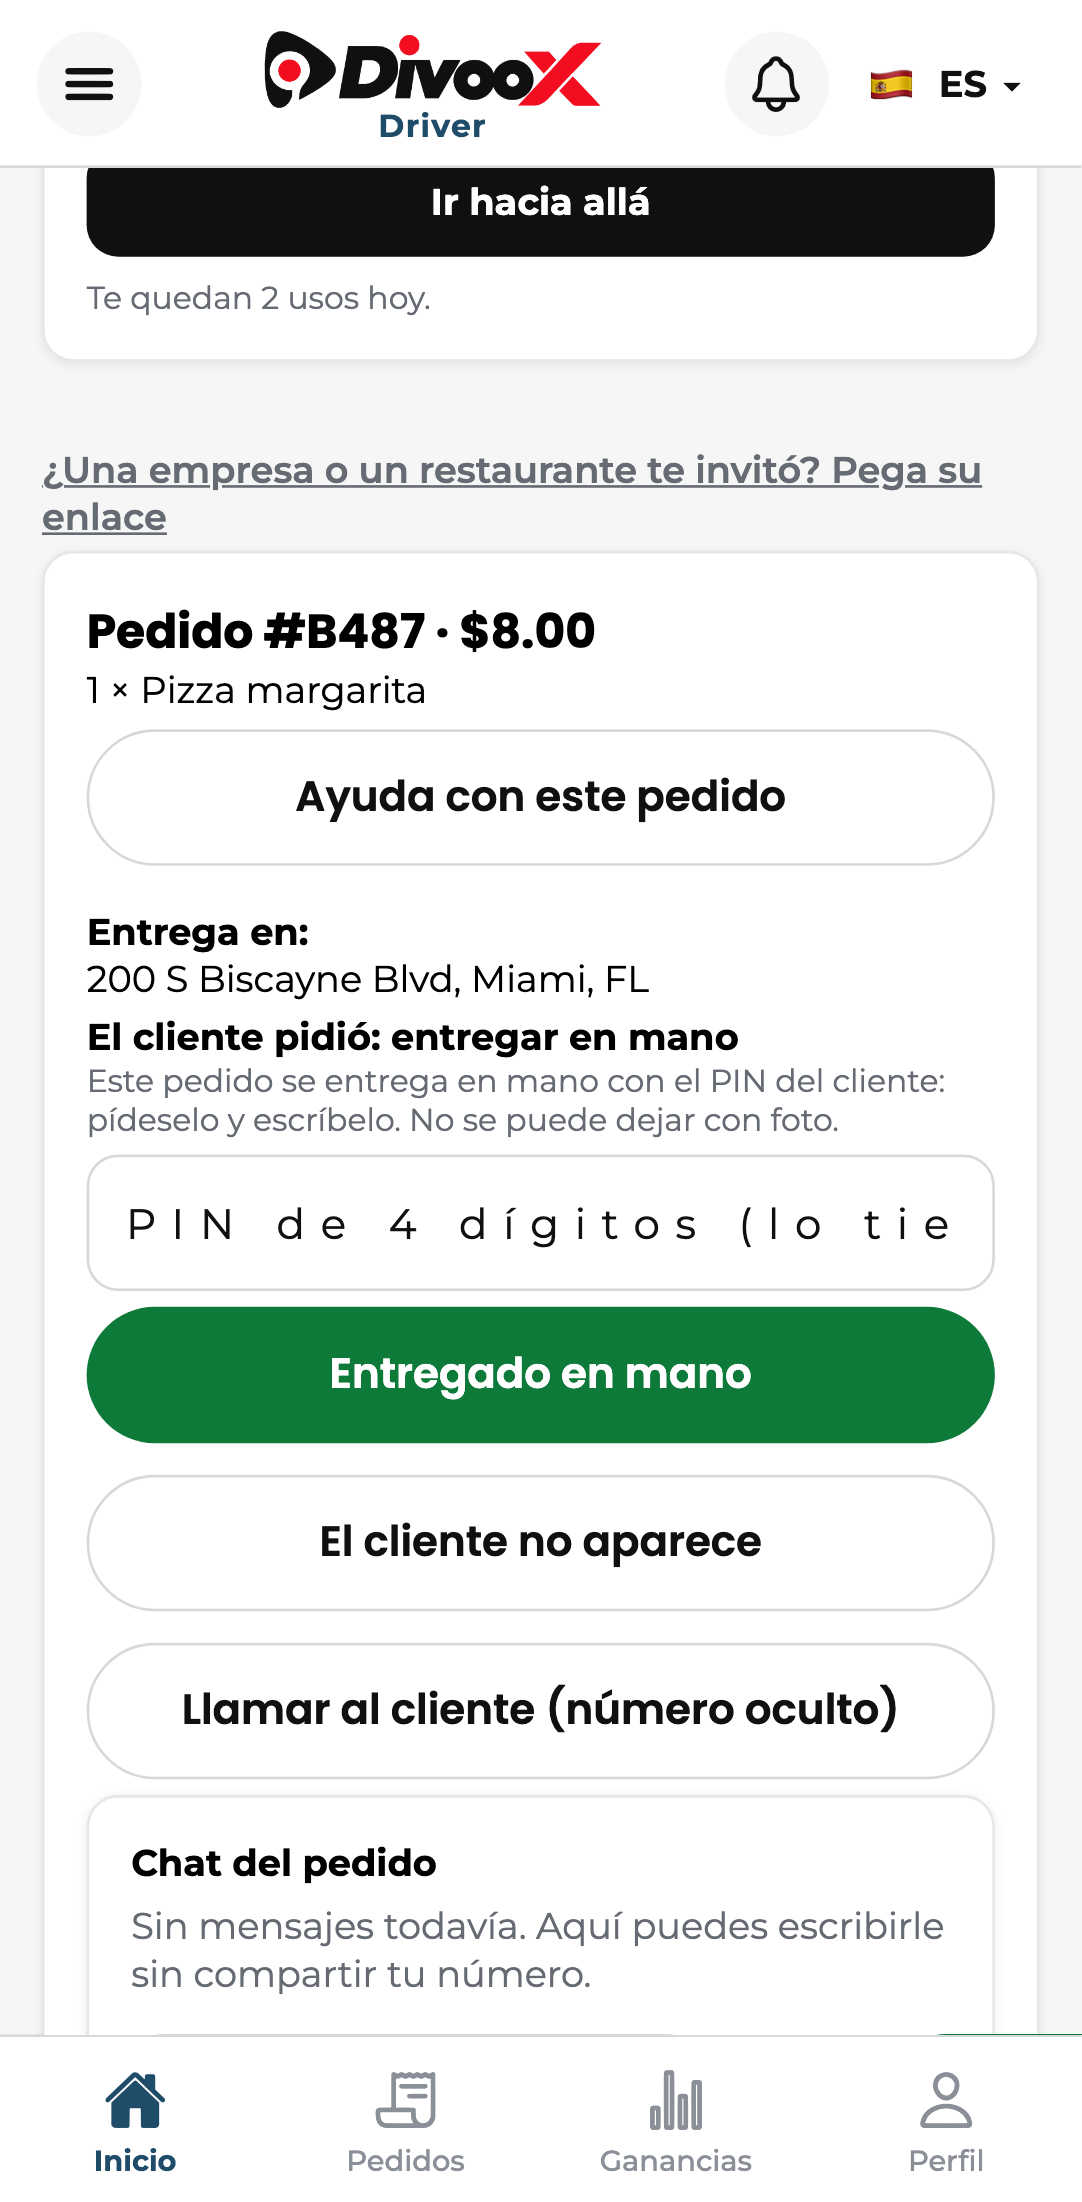 DivooX
Driver
ES
Ir hacia allá
Te quedan 2 usos hoy.
¿Una empresa o un restaurante te invitó? Pega su
enlace
Pedido #B487 · $8.00
1 × Pizza margarita
Ayuda con este pedido
Entrega en:
200 S Biscayne Blvd, Miami, FL
El cliente pidió: entregar en mano
Este pedido se entrega en mano con el PIN del cliente:
pídeselo y escríbelo. No se puede dejar con foto.
PIN de 4 dígitos (lo tie
Entregado en mano
El cliente no aparece
Llamar al cliente (número oculto)
Chat del pedido
Sin mensajes todavía. Aquí puedes escribirle
sin compartir tu número.
Inicio
Pedidos
Ganancias
Perfil